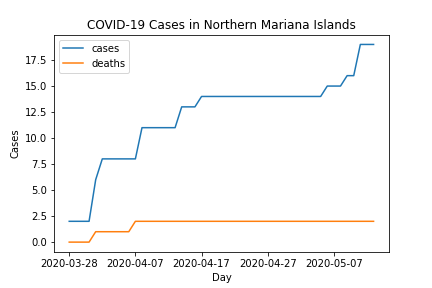 COVID-19 Cases in Northern Mariana Islands
cases
deaths
17.5
15.0
12.5
10.0
7.5
5.0
2.5
0.0
Cases
2020-03-28 2020-04-07 2020-04-17 2020-04-27 2020-05-07
Day